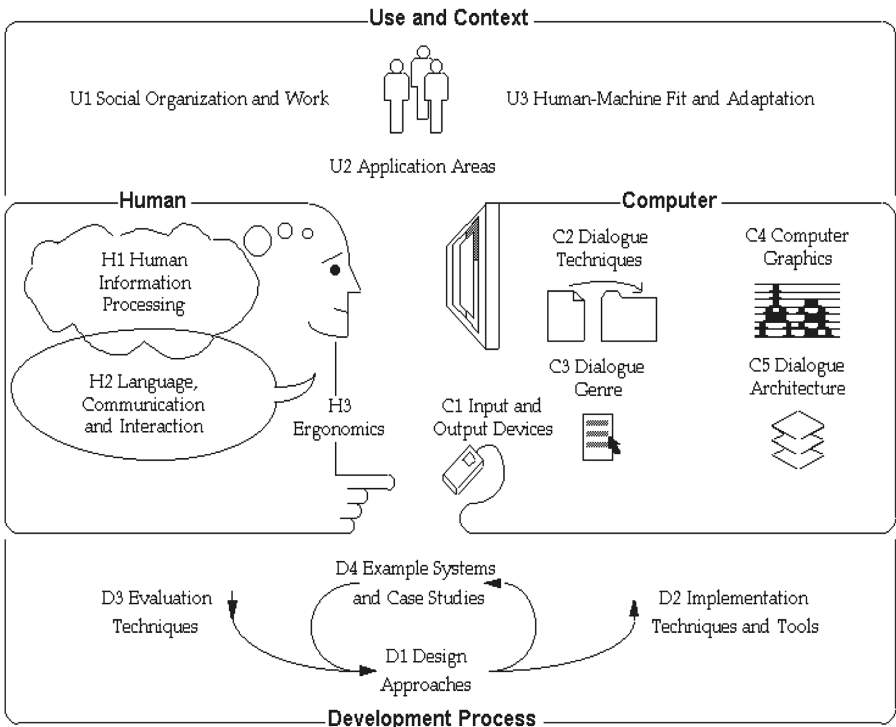 Use and Context
U1 Social Organization and Work
U3 Human-Machine Fit and Adaptation
U2 Application Areas
Human
H1 Human
Information
Processing
H2 Language,
Communication
and Interaction
H3
Ergonomics
Computer
C1 Input and
Output Devices
C2 Dialogue
Techniques
C3 Dialogue
Genre
C4 Computer
Graphics
C5 Dialogue
Architecture
D3 Evaluation
Techniques
D4 Example Systems
and Case Studies
D1 Design
Approaches
D2 Implementation
Techniques and Tools
Development Process